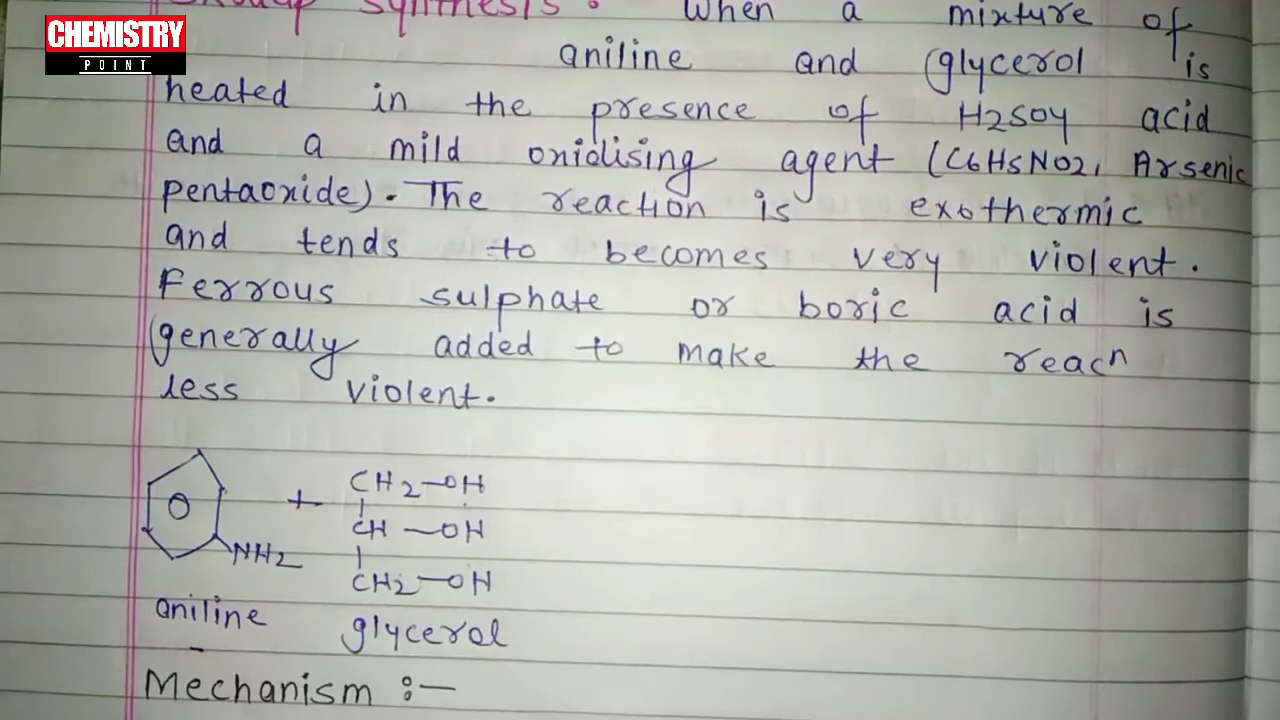 CHEMISTRY
POINT
synthesis : When a mixture of
aniline and glycerol is
heated in the presence of H2SO4 acid
and a mild oxidising agent (C6H5NO2, Arsenic
pentaoxide). The reaction is exothermic
and tends to becomes very violent.
Ferrous sulphate or boric acid is
generally added to make the reacn
less violent.
+ CH2-OH
CH-OH
NH2 CH2-OH
aniline glycerol
Mechanism :-